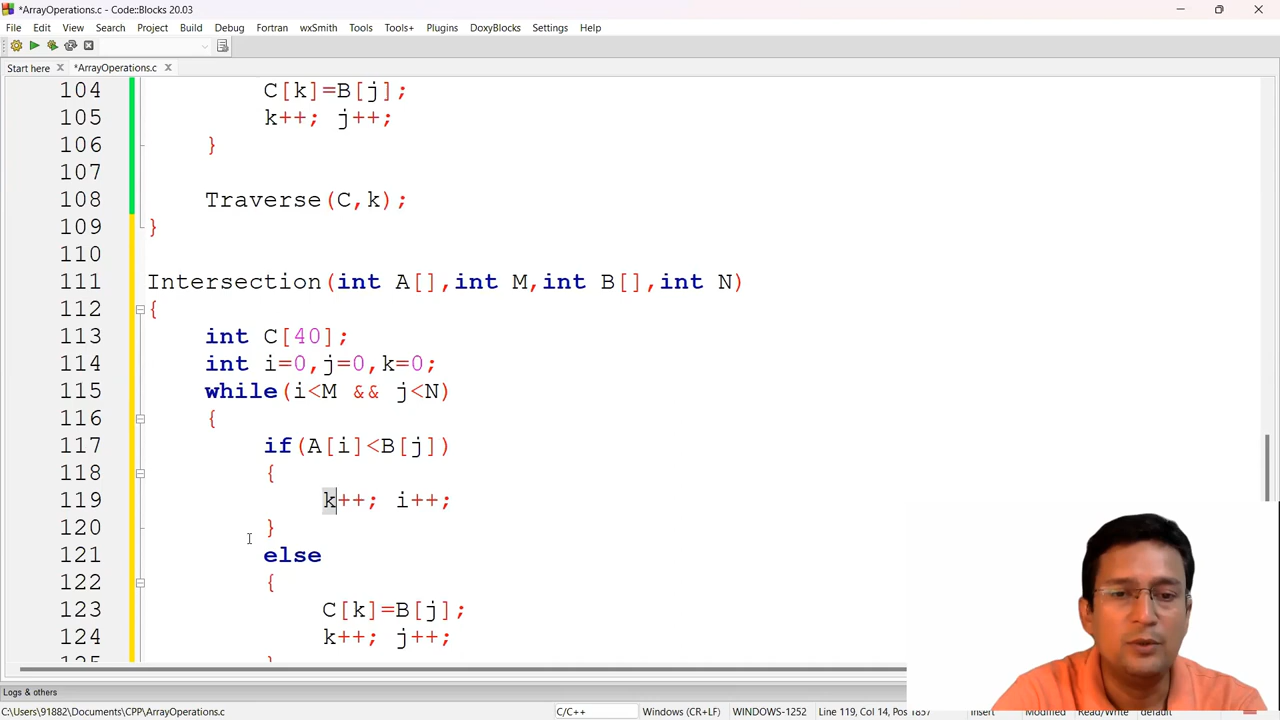 *ArrayOperations.c - Code::Blocks 20.03
File Edit View Search Project Build Debug Fortran wxSmith Tools Tools+ Plugins DoxyBlocks Settings Help
Start here *ArrayOperations.c
104 C[k]=B[j];
105 k++; j++;
106 }
107
108 Traverse(C,k);
109 }
110
111 Intersection(int A[],int M,int B[],int N)
112 {
113 int C[40];
114 int i=0,j=0,k=0;
115 while(i<M && j<N)
116 {
117 if(A[i]<B[j])
118 {
119 k++; i++;
120 }
121 else
122 {
123 C[k]=B[j];
124 k++; j++;
125 }
Logs & others
C:\Users\91882\Documents\CPP\ArrayOperations.c C/C++ Windows (CR+LF) WINDOWS-1252 Line 119, Col 14, Pos 1857 Insert Modified Read/Write default